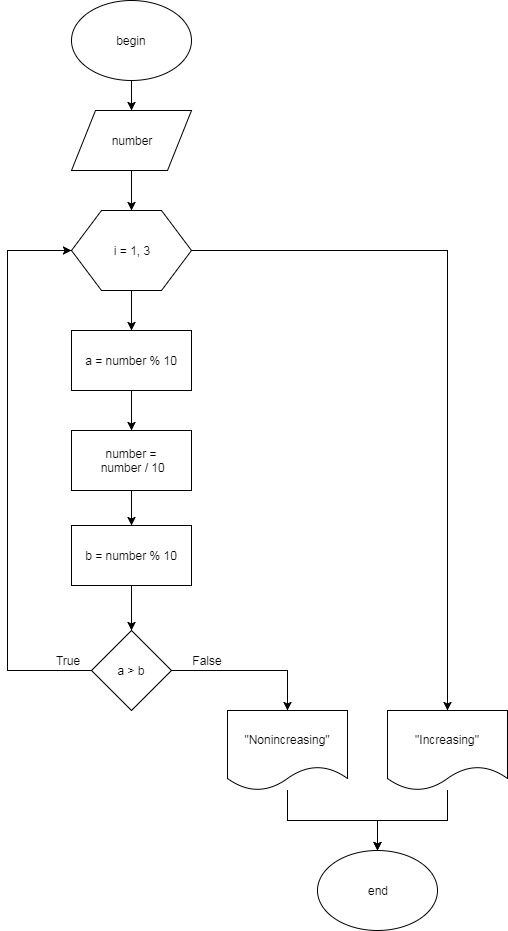 begin
number
i = 1, 3
a = number % 10
number =
number / 10
b = number % 10
a > b
True
False
"Nonincreasing"
"Increasing"
end